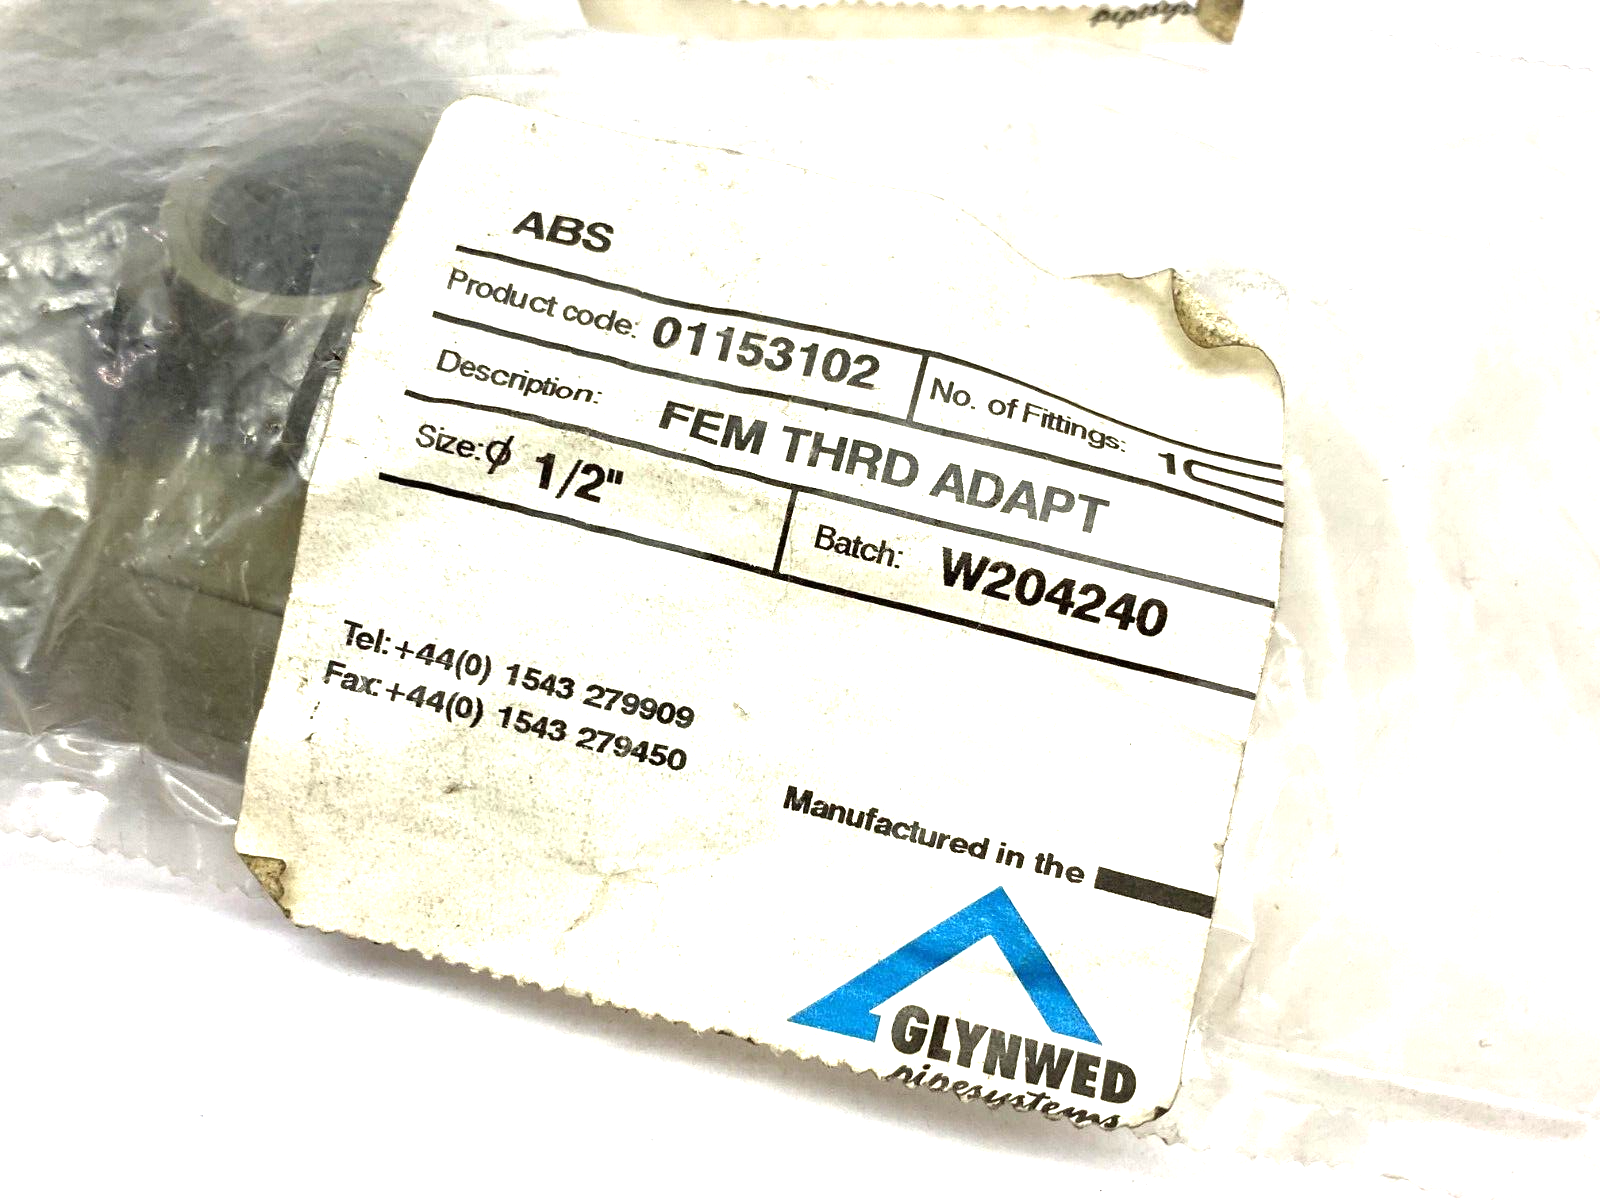 pipesys
ABS
Product code: 01153102
No. of Fittings: 1
Description: FEM THRD ADAPT
Size:φ 1/2"
Batch: W204240
Tel:+44(0) 1543 279909
Fax:+44(0) 1543 279450
Manufactured in the
GLYNWED
pipesystems